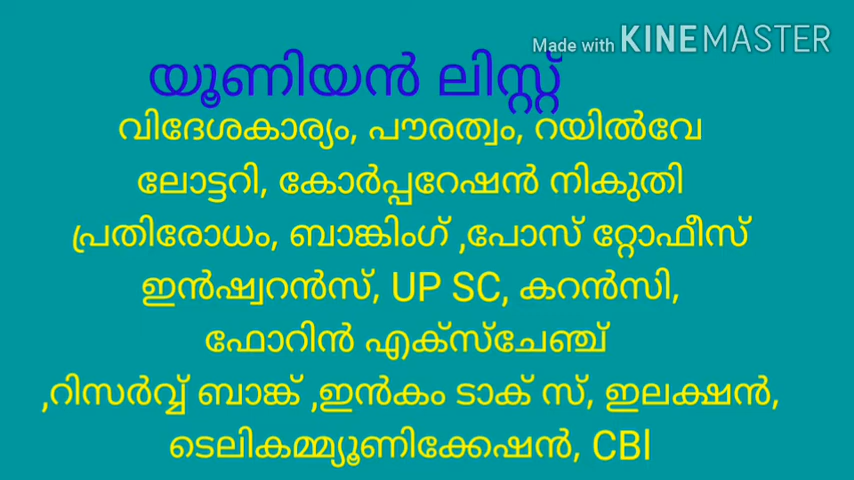 Made with KINEMASTER
യൂണിയൻ ലിസ്റ്റ്
വിദേശകാര്യം, പൗരത്വം, റയിൽവേ
ലോട്ടറി, കോർപ്പറേഷൻ നികുതി
പ്രതിരോധം, ബാങ്കിംഗ് ,പോസ് റ്റോഫീസ്
ഇൻഷ്വറൻസ്, UP SC, കറൻസി,
ഫോറിൻ എക്സ്ചേഞ്ച്
,റിസർവ്വ് ബാങ്ക് ,ഇൻകം ടാക് സ്, ഇലക്ഷൻ,
ടെലികമ്മ്യൂണിക്കേഷൻ, CBI